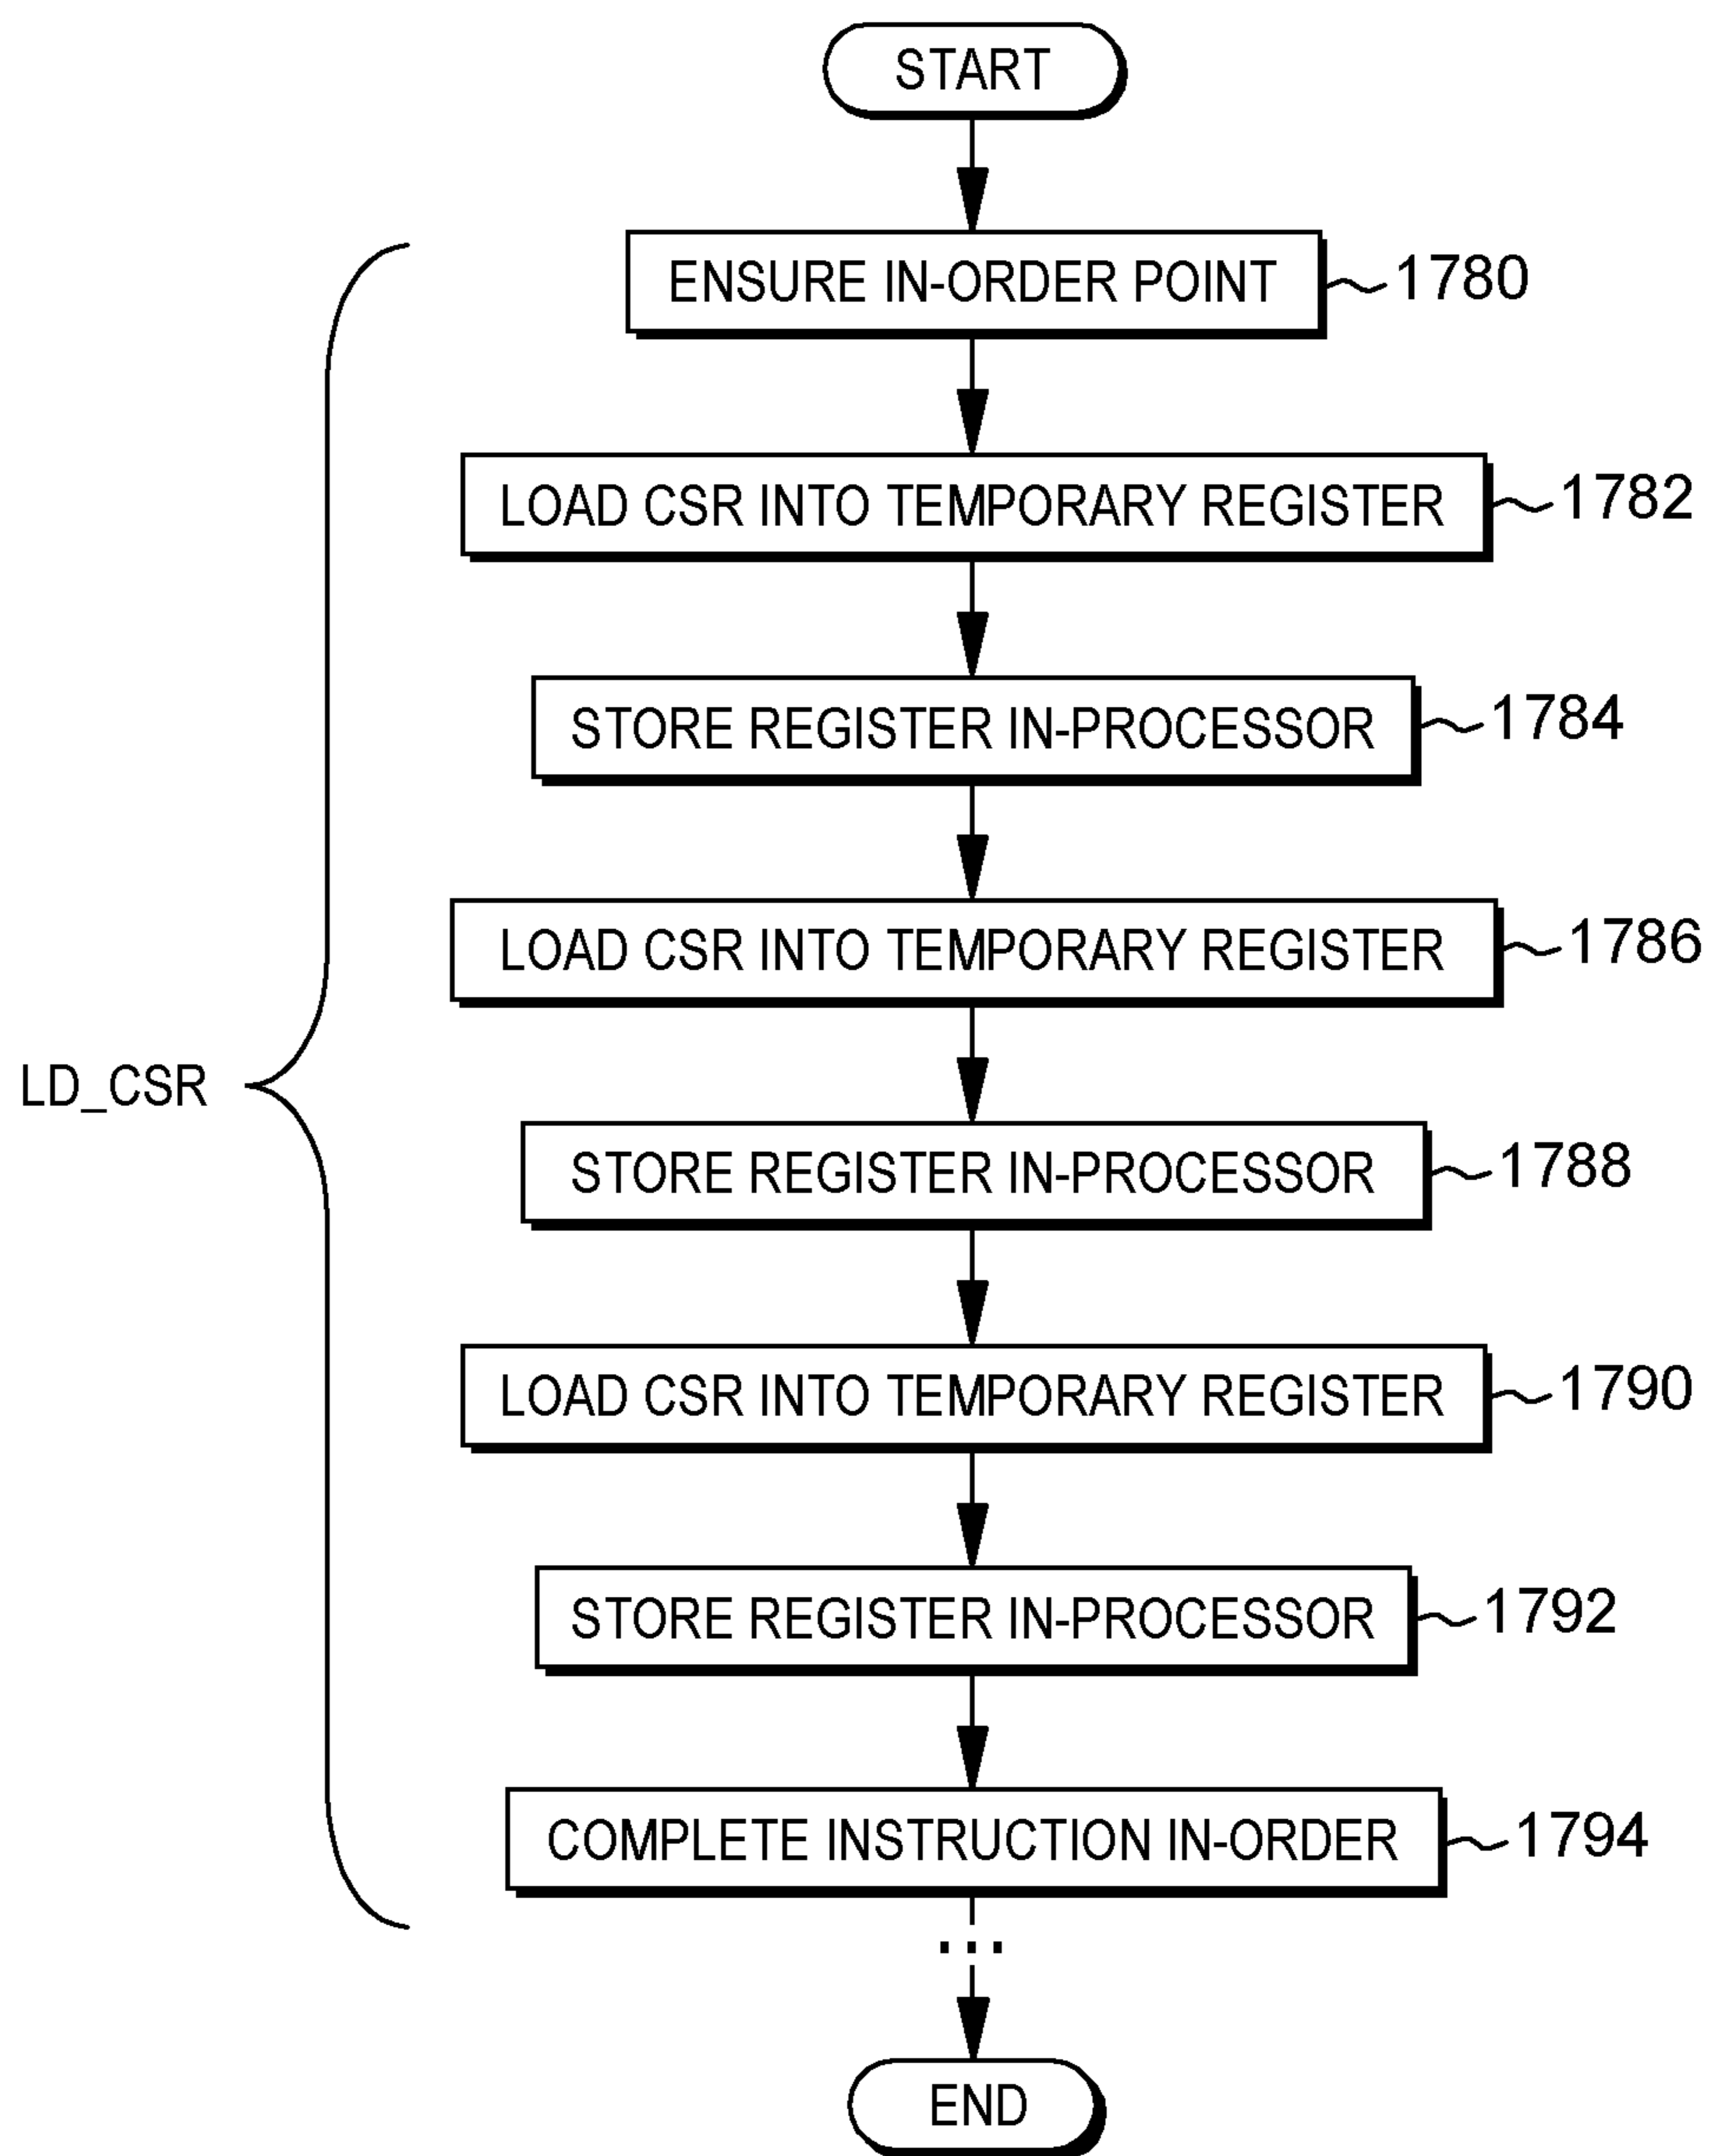 START
ENSURE IN-ORDER POINT 1780
LOAD CSR INTO TEMPORARY REGISTER 1782
STORE REGISTER IN-PROCESSOR 1784
LOAD CSR INTO TEMPORARY REGISTER 1786
LD_CSR
STORE REGISTER IN-PROCESSOR 1788
LOAD CSR INTO TEMPORARY REGISTER 1790
STORE REGISTER IN-PROCESSOR 1792
COMPLETE INSTRUCTION IN-ORDER 1794
...
END